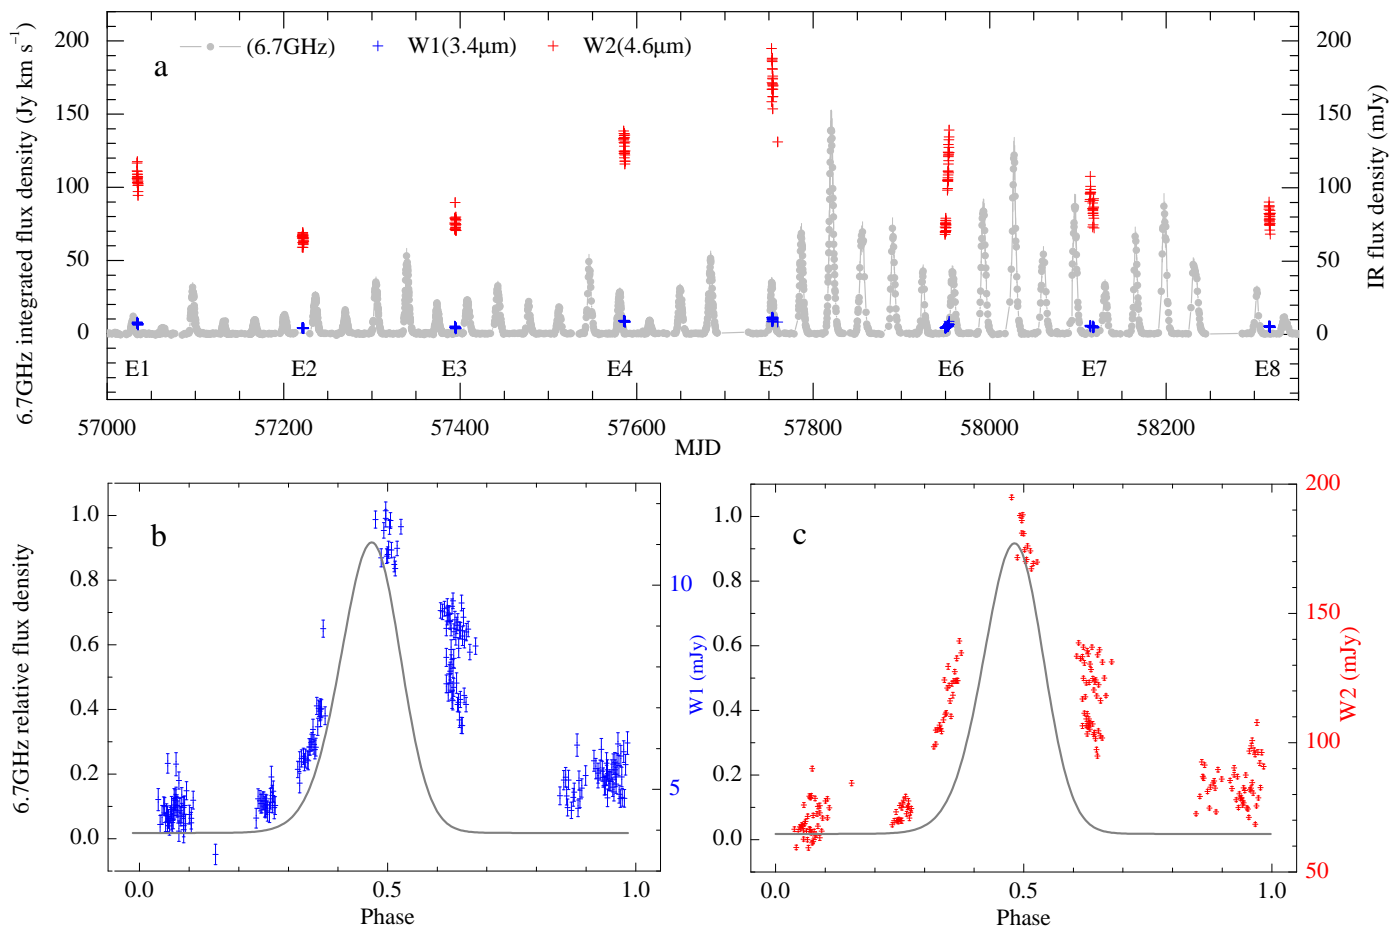 6.7GHz integrated flux density (Jy km s⁻¹)
200
150
100
50
0
a
(6.7GHz)
W1(3.4μm)
W2(4.6μm)
200
150
100
50
0
IR flux density (mJy)
E1 E2 E3 E4 E5 E6 E7 E8
57000 57200 57400 57600 57800 58000 58200
MJD
6.7GHz relative flux density
1.0
0.8
0.6
0.4
0.2
0.0
b
10
5
W1 (mJy)
0.0 0.5 1.0
Phase
1.0
0.8
0.6
0.4
0.2
0.0
c
200
150
100
50
W2 (mJy)
0.0 0.5 1.0
Phase